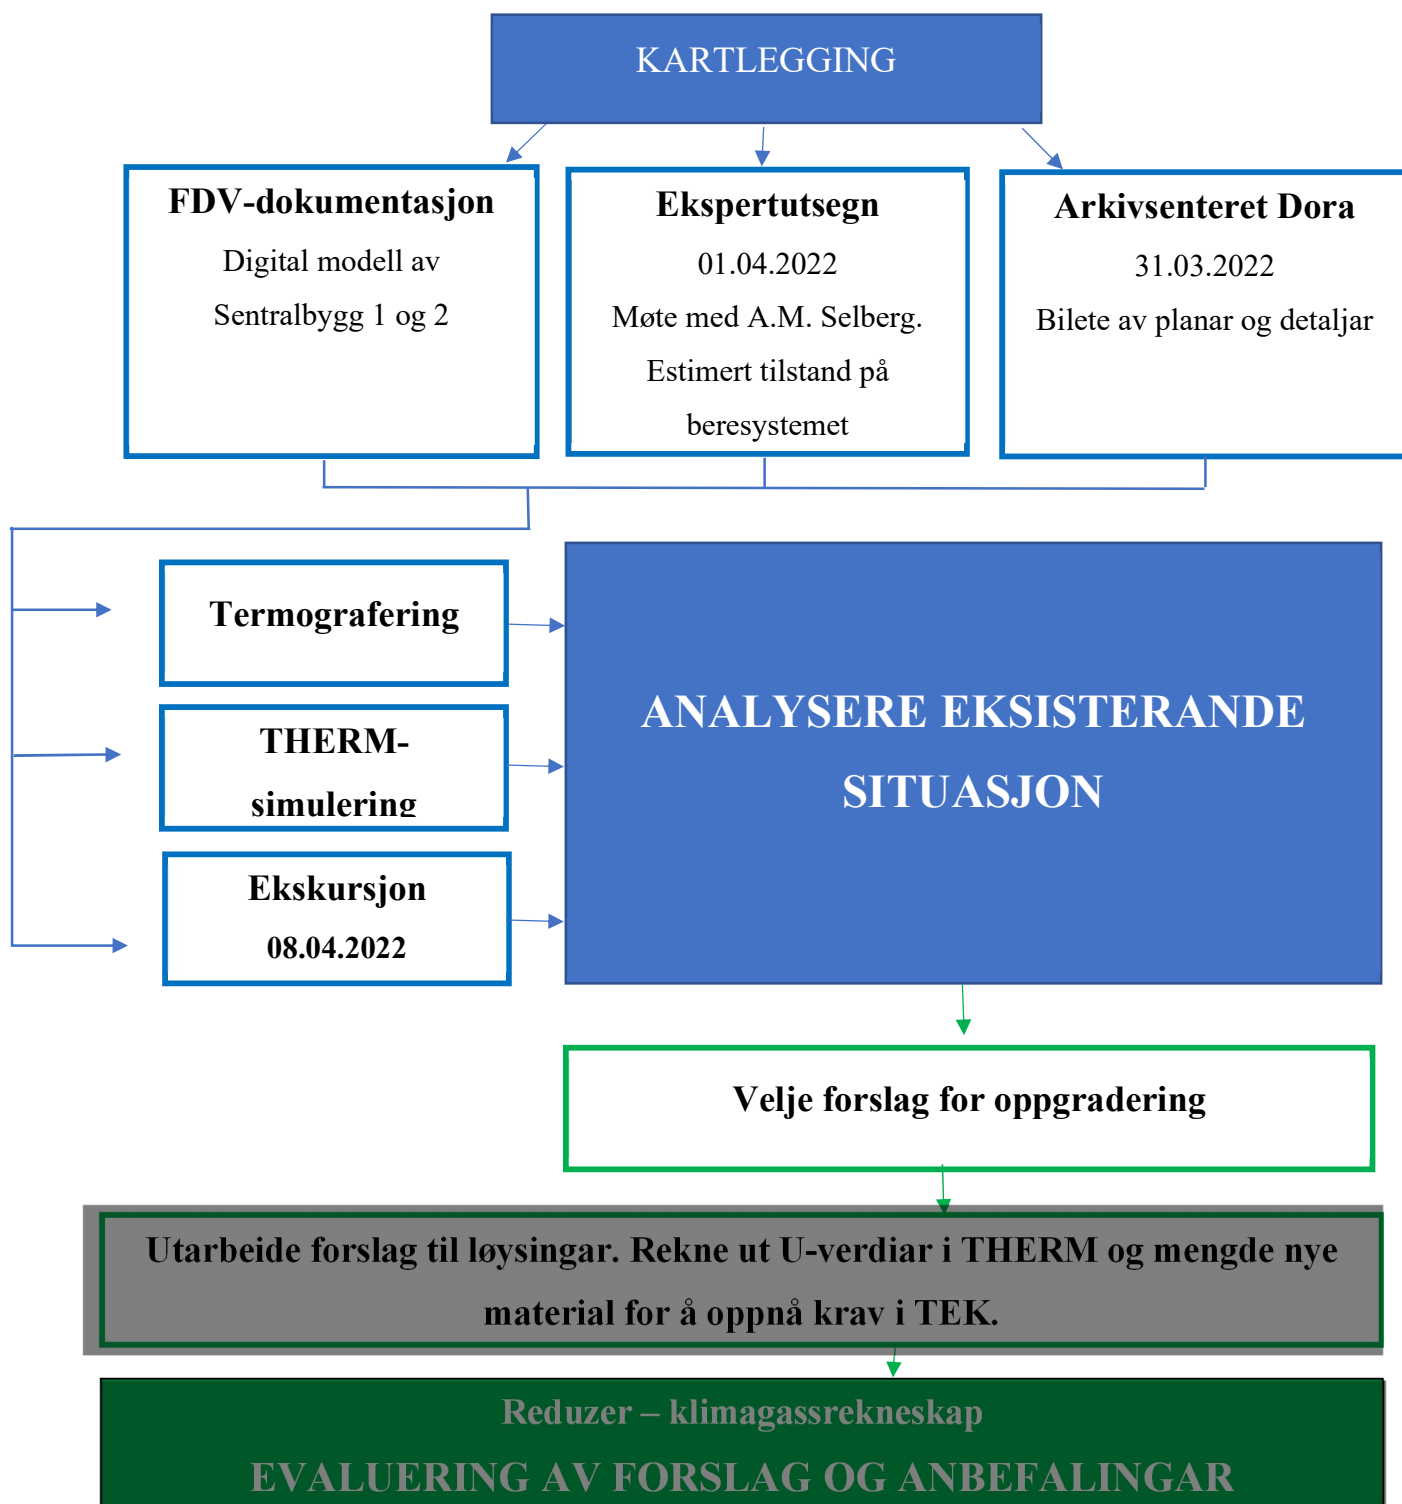 KARTLEGGING
FDV-dokumentasjon
Digital modell av
Sentralbygg 1 og 2
Ekspertutsegn
01.04.2022
Møte med A.M. Selberg.
Estimert tilstand på
beresystemet
Arkivsenteret Dora
31.03.2022
Bilete av planar og detaljar
Termografering
THERM-
simulering
Ekskursjon
08.04.2022
ANALYSERE EKSISTERANDE
SITUASJON
Velje forslag for oppgradering
Utarbeide forslag til løysingar. Rekne ut U-verdiar i THERM og mengde nye
material for å oppnå krav i TEK.
Reduzer – klimagassrekneskap
EVALUERING AV FORSLAG OG ANBEFALINGAR